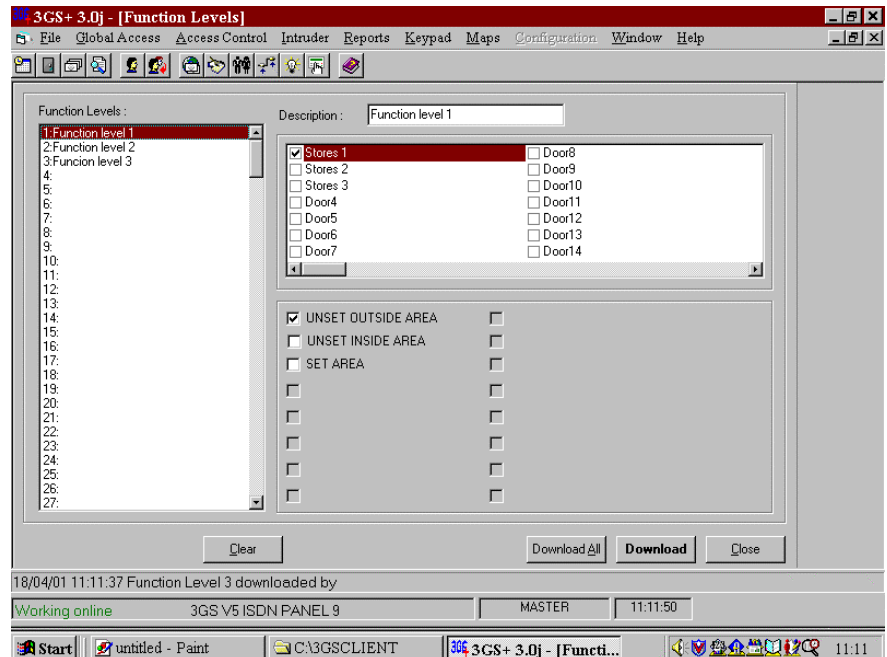 3GS+ 3.0j - [Function Levels]
File Global Access Access Control Intruder Reports Keypad Maps Configuration Window Help
Function Levels :
1:Function level 1
2:Function level 2
3:Funcion level 3
4:
5:
6:
7:
8:
9:
10:
11:
12:
13:
14:
15:
16:
17:
18:
19:
20:
21:
22:
23:
24:
25:
26:
27:
Description : Function level 1
Stores 1
Stores 2
Stores 3
Door4
Door5
Door6
Door7
Door8
Door9
Door10
Door11
Door12
Door13
Door14
UNSET OUTSIDE AREA
UNSET INSIDE AREA
SET AREA
Clear
Download All
Download
Close
18/04/01 11:11:37 Function Level 3 downloaded by
Working online 3GS V5 ISDN PANEL 9 MASTER 11:11:50
Start untitled - Paint C:\3GSCLIENT 3GS+ 3.0j - [Functi... 11:11